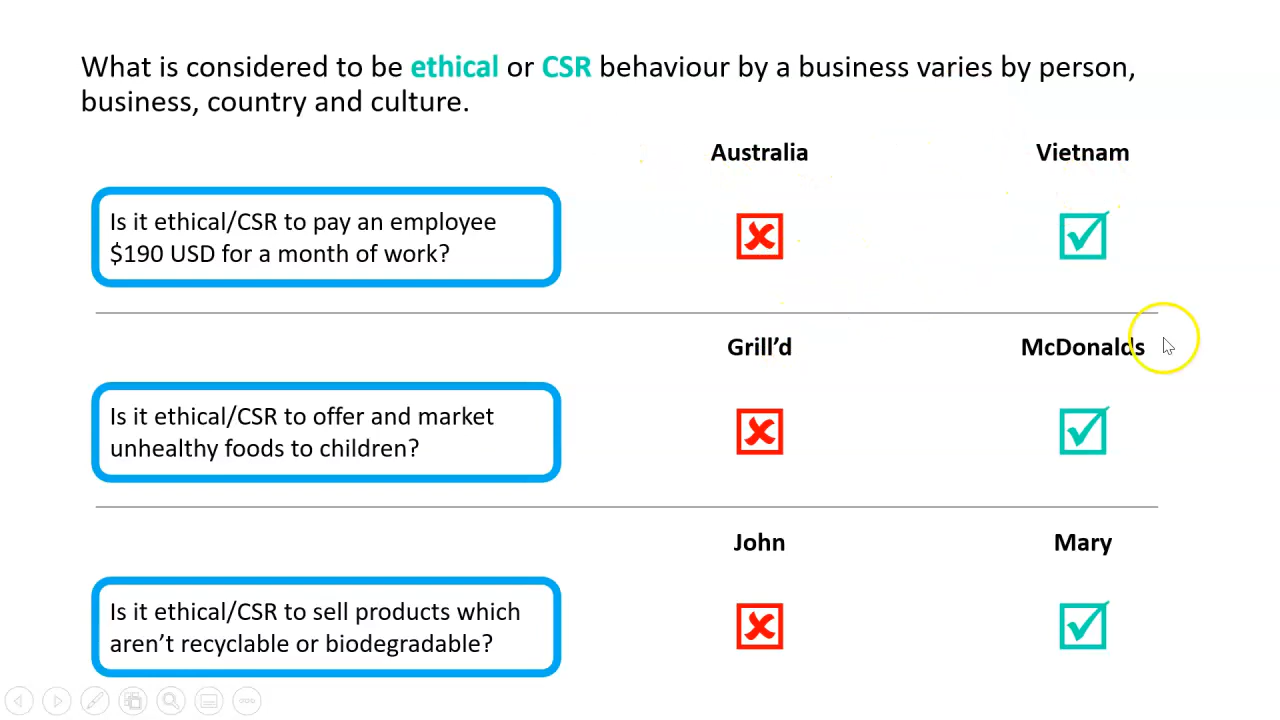 What is considered to be ethical or CSR behaviour by a business varies by person,
business, country and culture.
Australia
Vietnam
Is it ethical/CSR to pay an employee
$190 USD for a month of work?
Grill’d
McDonalds
Is it ethical/CSR to offer and market
unhealthy foods to children?
John
Mary
Is it ethical/CSR to sell products which
aren’t recyclable or biodegradable?